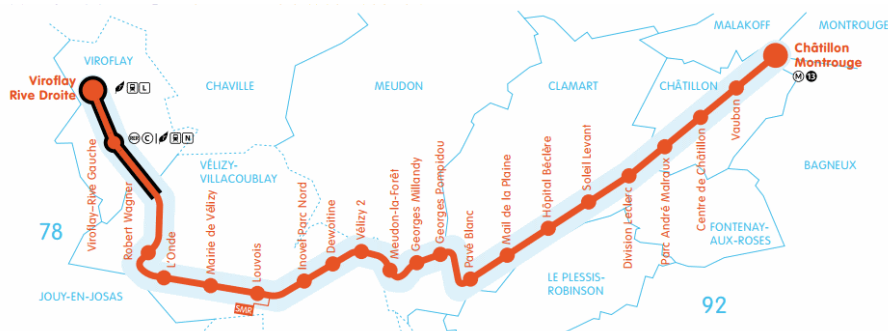 MALAKOFF
MONTROUGE
Châtillon
Montrouge
M 13
VIROFLAY
Viroflay
Rive Droite
L
CHAVILLE
MEUDON
CLAMART
CHÂTILLON
Vauban
Centre de Châtillon
Parc André Malraux
Division Leclerc
Soleil Levant
Hôpital Béclère
Mail de la Plaine
Pavé Blanc
Georges Pompidou
Georges Millandy
Meudon-la-Forêt
Vélizy 2
Dewoitine
Inovel Parc Nord
Louvois
Mairie de Vélizy
L'Onde
Robert Wagner
Viroflay-Rive Gauche
RER C N
VÉLIZY-
VILLACOUBLAY
BAGNEUX
FONTENAY-
AUX-ROSES
LE PLESSIS-
ROBINSON
JOUY-EN-JOSAS
SMR
78
92